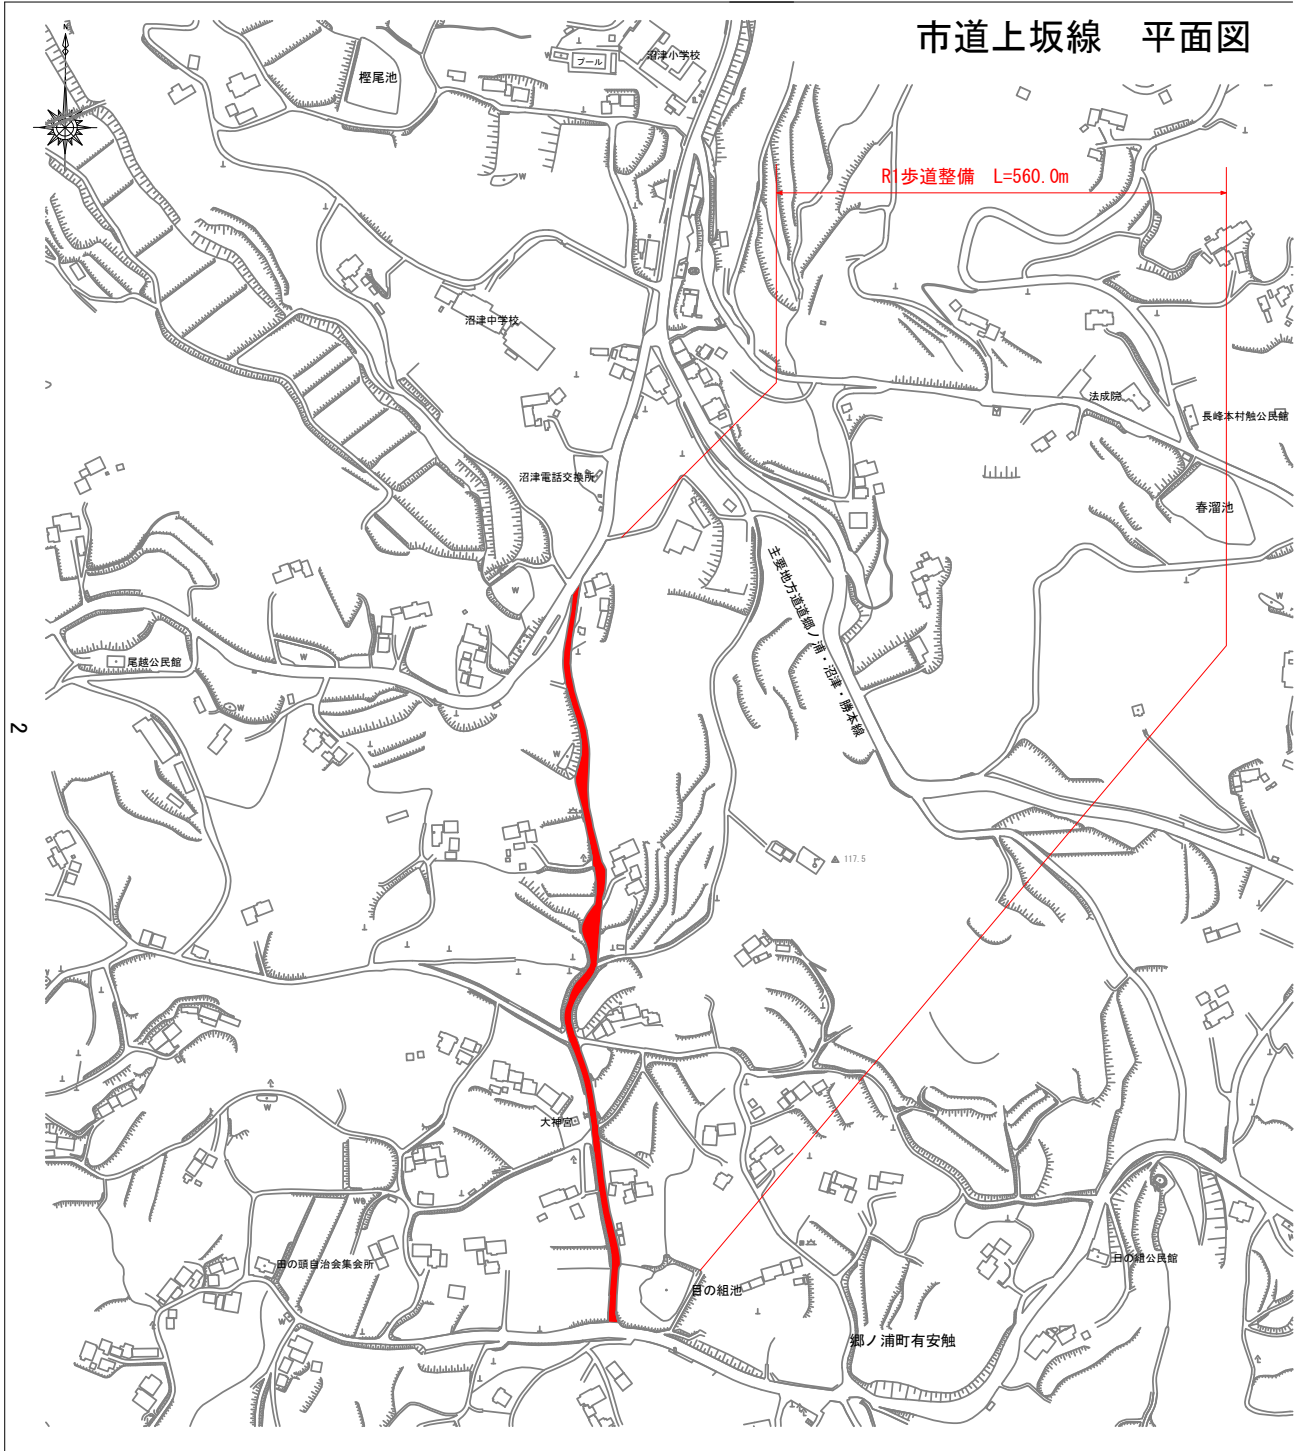 市道上坂線　平面図
N
プール
沼津小学校
樫尾池
W
R1歩道整備　L=560.0m
沼津中学校
法成院
長峰本村触公民館
沼津電話交換所
春溜池
主要地方道道郷ノ浦・沼津・勝本線
W
W
尾越公民館
W
W
2
W
117.5
W
大神宮
We
田の頭自治会集会所
目の組池
目の組公民館
郷ノ浦町有安触